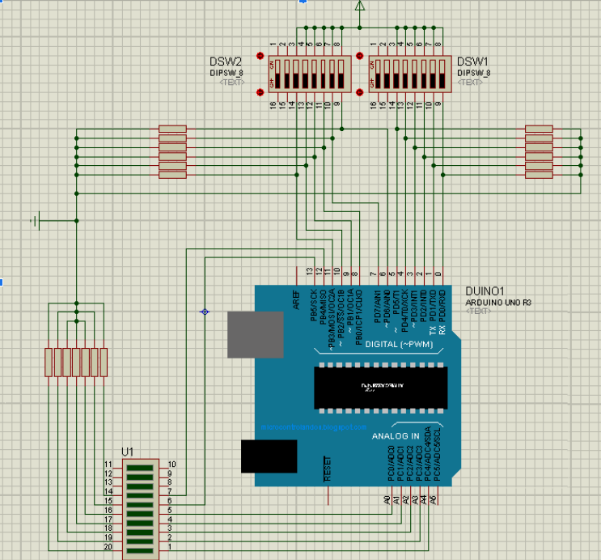 1 2 3 4 5 6 7 8
1 2 3 4 5 6 7 8
DSW2
DIPSW_8
<TEXT>
DSW1
DIPSW_8
<TEXT>
ON
OFF
ON
OFF
16 15 14 13 12 11 10 9
16 15 14 13 12 11 10 9
13 12 11 10 9 8
7 6 5 4 3 2 1 0
DUINO1
ARDUINO UNO R3
<TEXT>
AREF
PB5/SCK
PB4/MISO
~ PB3/MOSI/OC2A
~ PB2/SS/OC1B
~ PB1/OC1A
PB0/ICP1/CLKO
PD7/AIN1
~ PD6/AIN0
~ PD5/T1
PD4/T0/XCK
~ PD3/INT1
PD2/INT0
TX PD1/TXD
RX PD0/RXD
DIGITAL (~PWM)
ANALOG IN
RESET
PC0/ADC0
PC1/ADC1
PC2/ADC2
PC3/ADC3
PC4/ADC4/SDA
PC5/ADC5/SCL
A0 A1 A2 A3 A4 A5
U1
11 10
12 9
13 8
14 7
15 6
16 5
17 4
18 3
19 2
20 1